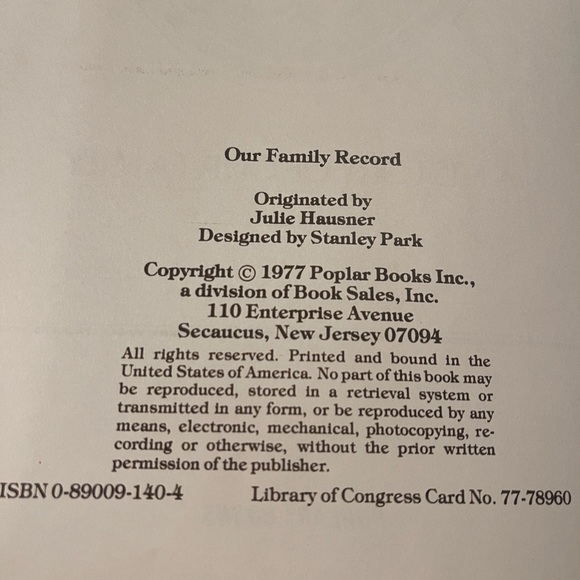 Our Family Record
Originated by
Julie Hausner
Designed by Stanley Park
Copyright © 1977 Poplar Books Inc.,
a division of Book Sales, Inc.
110 Enterprise Avenue
Secaucus, New Jersey 07094
All rights reserved. Printed and bound in the
United States of America. No part of this book may
be reproduced, stored in a retrieval system or
transmitted in any form, or be reproduced by any
means, electronic, mechanical, photocopying, re-
cording or otherwise, without the prior written
permission of the publisher.
ISBN 0-89009-140-4 Library of Congress Card No. 77-78960